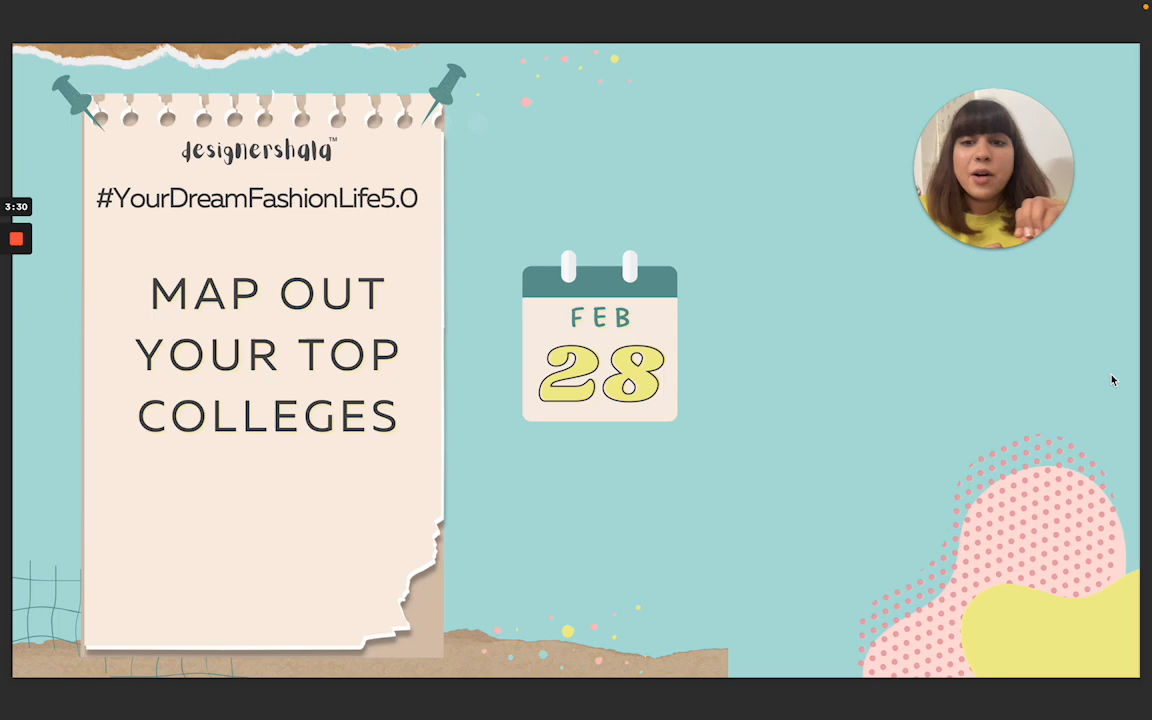 designershala™
#YourDreamFashionLife5.0
MAP OUT
YOUR TOP
COLLEGES
3:30
FEB
28